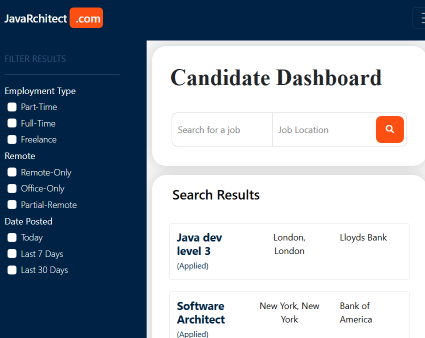 JavaRchitect .com
FILTER RESULTS
Employment Type
Part-Time
Full-Time
Freelance
Remote
Remote-Only
Office-Only
Partial-Remote
Date Posted
Today
Last 7 Days
Last 30 Days
Candidate Dashboard
Search for a job
Job Location
Search Results
Java dev
level 3
(Applied)
London,
London
Lloyds Bank
Software
Architect
(Applied)
New York, New
York
Bank of
America